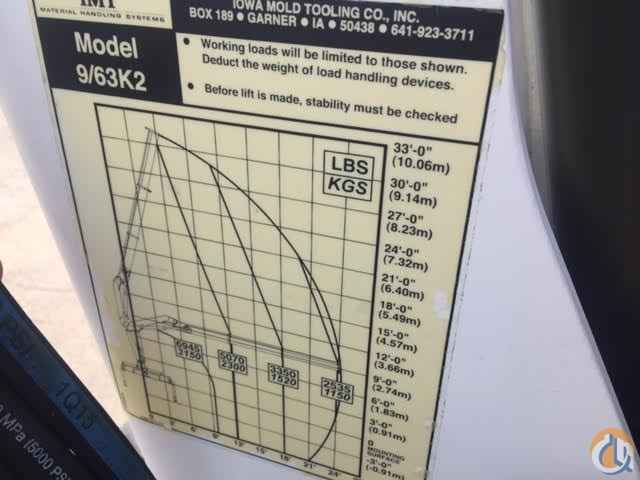 IMT
MATERIAL HANDLING SYSTEMS
IOWA MOLD TOOLING CO., INC.
BOX 189 ● GARNER ● IA ● 50438 ● 641-923-3711
Model
9/63K2
● Working loads will be limited to those shown.
Deduct the weight of load handling devices.
● Before lift is made, stability must be checked
LBS
KGS
33'-0"
(10.06m)
30'-0"
(9.14m)
27'-0"
(8.23m)
24'-0"
(7.32m)
21'-0"
(6.40m)
18'-0"
(5.49m)
15'-0"
(4.57m)
12'-0"
(3.66m)
9'-0"
(2.74m)
6'-0"
(1.83m)
3'-0"
(0.91m)
0
MOUNTING
SURFACE
-3'-0"
(-0.91m)
6945
3150
5070
2300
3350
1520
2535
1150
9' 12' 15' 18' 21' 24'
PSI
1Q15
MPa (5000 PS